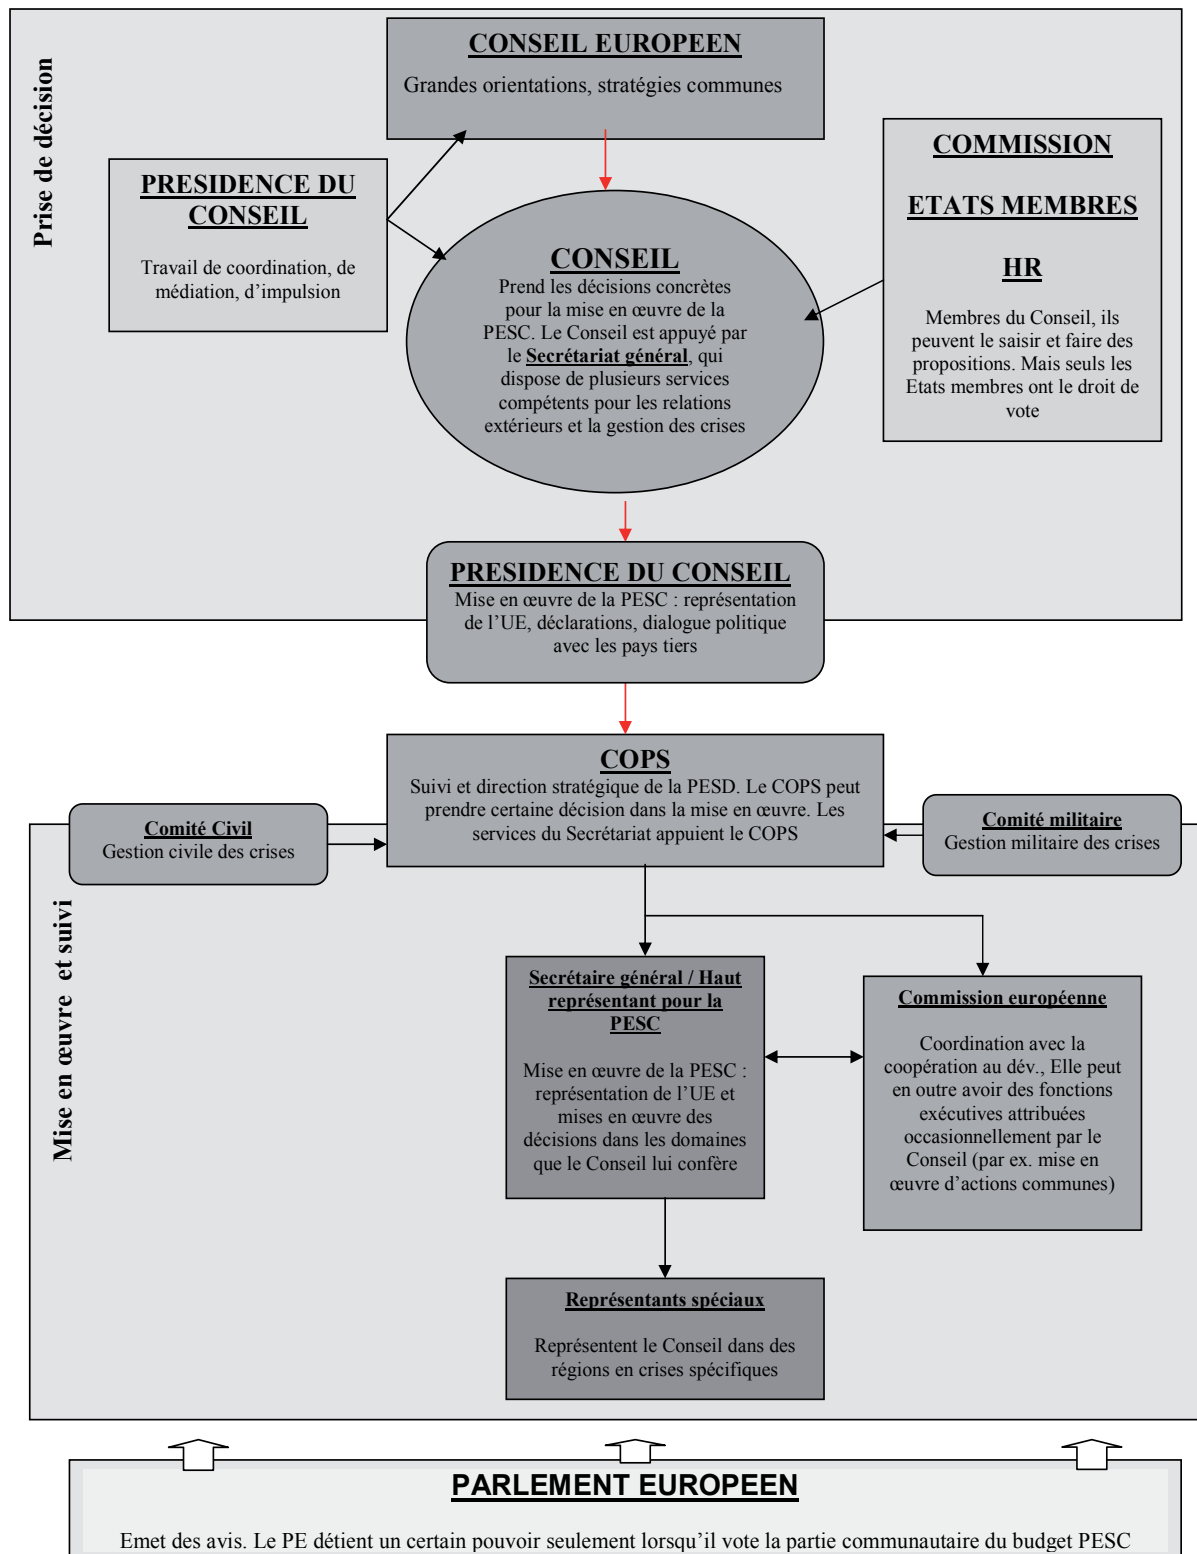 Prise de décision
CONSEIL EUROPEEN
Grandes orientations, stratégies communes
PRESIDENCE DU
CONSEIL
Travail de coordination, de
médiation, d’impulsion
COMMISSION
ETATS MEMBRES
HR
Membres du Conseil, ils
peuvent le saisir et faire des
propositions. Mais seuls les
Etats membres ont le droit de
vote
CONSEIL
Prend les décisions concrètes
pour la mise en œuvre de la
PESC. Le Conseil est appuyé par
le Secrétariat général, qui
dispose de plusieurs services
compétents pour les relations
extérieurs et la gestion des crises
PRESIDENCE DU CONSEIL
Mise en œuvre de la PESC : représentation
de l’UE, déclarations, dialogue politique
avec les pays tiers
COPS
Suivi et direction stratégique de la PESD. Le COPS peut
prendre certaine décision dans la mise en œuvre. Les
services du Secrétariat appuient le COPS
Comité Civil
Gestion civile des crises
Comité militaire
Gestion militaire des crises
Mise en œuvre et suivi
Secrétaire général / Haut
représentant pour la
PESC
Mise en œuvre de la PESC :
représentation de l’UE et
mises en œuvre des
décisions dans les domaines
que le Conseil lui confère
Commission européenne
Coordination avec la
coopération au dév., Elle peut
en outre avoir des fonctions
exécutives attribuées
occasionnellement par le
Conseil (par ex. mise en
œuvre d’actions communes)
Représentants spéciaux
Représentent le Conseil dans des
régions en crises spécifiques
PARLEMENT EUROPEEN
Emet des avis. Le PE détient un certain pouvoir seulement lorsqu’il vote la partie communautaire du budget PESC